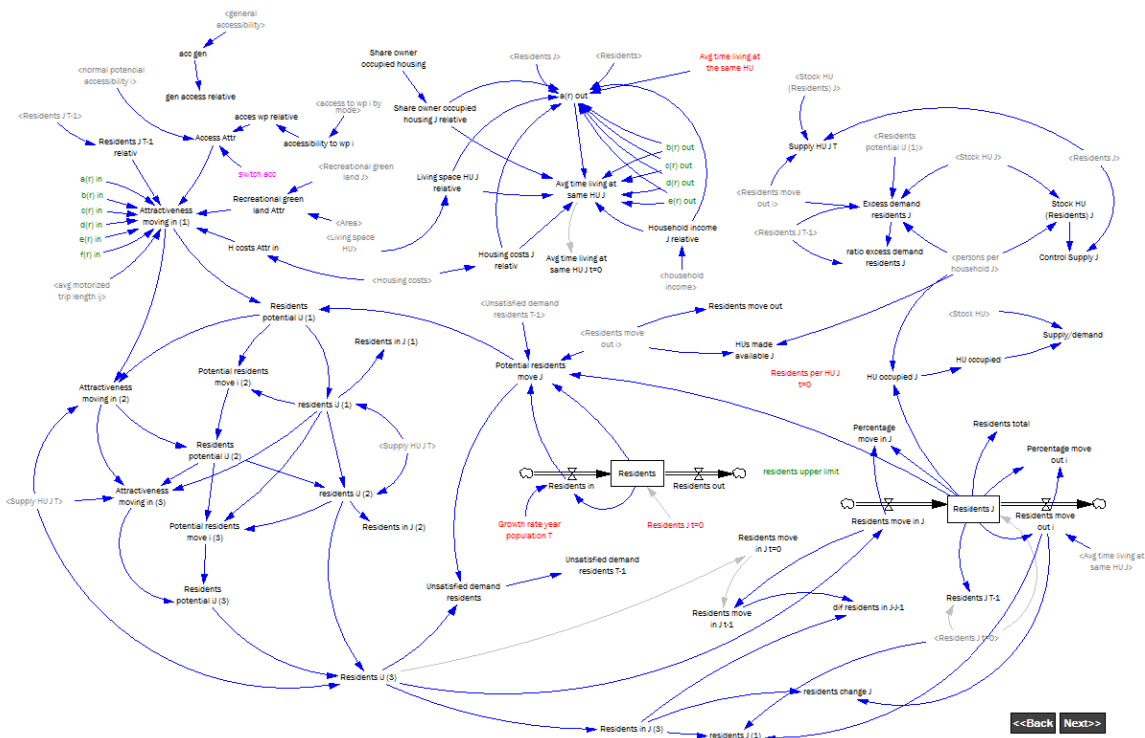 <general
accessibility>
acc gen
gen access relative
<normal potencial
accessibility i>
<Residents J T-1>
Residents J T-1
relativ
Access Attr
acces wp relative
<access to wp i by
mode>
accessibility to wp i
switch acc
<Recreational green
land J>
Recreational green
land Attr
<Area>
a(r) in
b(r) in
c(r) in
d(r) in
e(r) in
f(r) in
Attractiveness
moving in (1)
<avg motorized
trip length ij>
H costs Attr in
<Living space
HU>
<Housing costs>
Share owner
occupied housing
Share owner occupied
housing J relative
Living space HU J
relative
Housing costs J
relativ
<Residents J>
<Residents>
Avg time living at
the same HU
a(r) out
b(r) out
c(r) out
d(r) out
e(r) out
Avg time living at
same HU J
Avg time living at
same HU J t=0
Household income
J relative
<household
income>
<Stock HU
(Residents) J>
Supply HU J T
<Residents
potential iJ (1)>
<Stock HU J>
<Residents J>
<Residents move
out i>
Excess demand
residents J
Stock HU
(Residents) J
<Residents J T-1>
ratio excess demand
residents J
Control Supply J
<persons per
household J>
Residents
potential iJ (1)
<Unsatisfied demand
residents T-1>
Residents move out
<Residents move
out i>
HUs made
available J
<Stock HU>
Supply/demand
HU occupied
HU occupied J
Residents in J (1)
Potential residents
move i (2)
Potential residents
move J
Residents per HU J
t=0
Attractiveness
moving in (2)
residents iJ (1)
Residents
potential iJ (2)
<Supply HU J T>
<Supply HU J T>
Attractiveness
moving in (3)
residents iJ (2)
Residents in J (2)
Potential residents
move i (3)
Residents
potential iJ (3)
Residents in
Residents
Residents out
Growth rate year
population T
Residents J t=0
residents upper limit
Percentage
move in J
Residents total
Percentage move
out i
Residents move in J
Residents J
Residents move
out i
<Avg time living at
same HU J>
Residents move
in J t=0
Unsatisfied demand
residents T-1
Unsatisfied demand
residents
Residents move
in J t-1
dif residents in J-J-1
Residents J T-1
<Residents J t=0>
Residents iJ (3)
residents change J
Residents in J (3)
residents J (1)
<<Back
Next>>